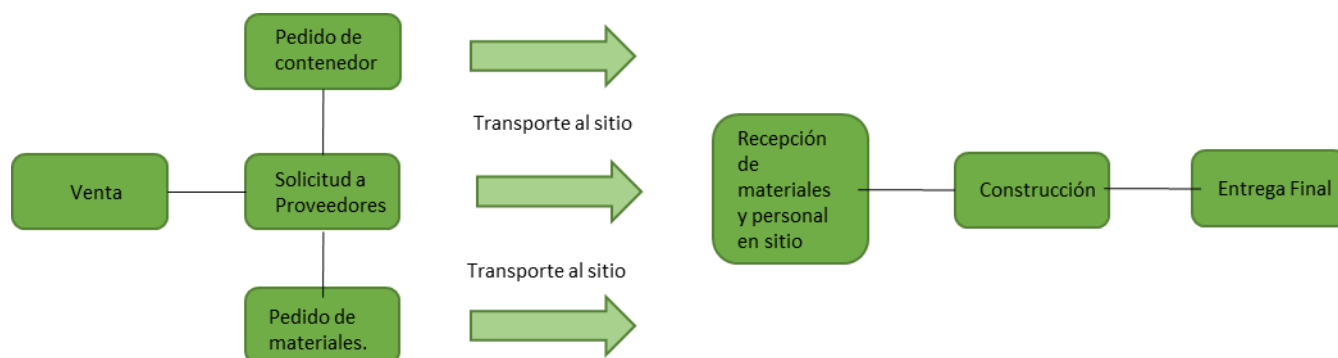 Pedido de
contenedor
Transporte al sitio
Venta
Solicitud a
Proveedores
Recepción
de
materiales
y personal
en sitio
Construcción
Entrega Final
Transporte al sitio
Pedido de
materiales.